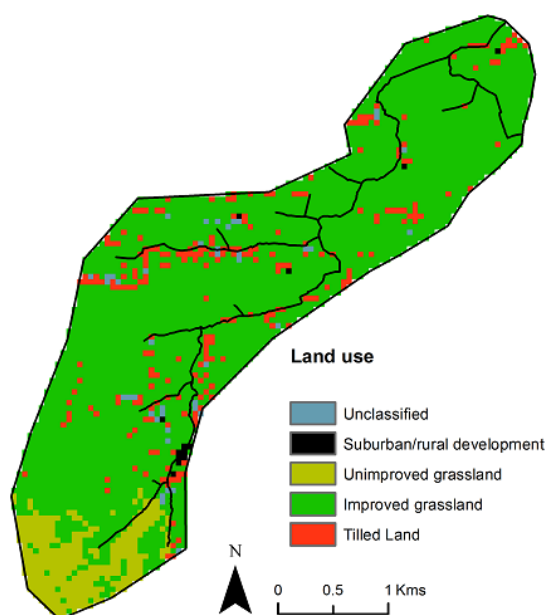 Land use
Unclassified
Suburban/rural development
Unimproved grassland
Improved grassland
Tilled Land
N
0 0.5 1 Kms